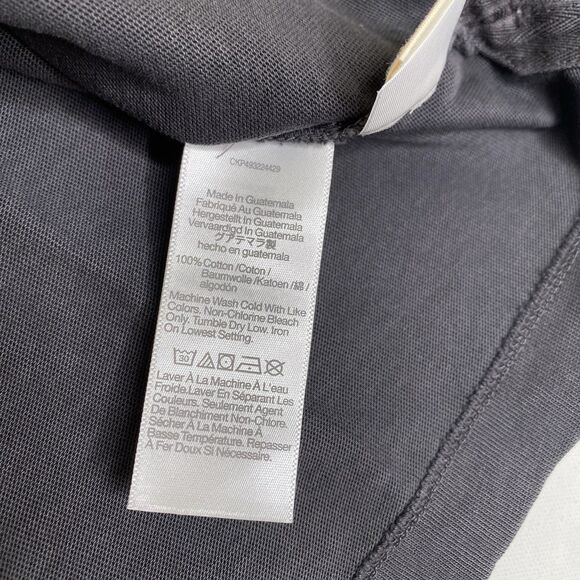 CKP493224429
Made in Guatemala
Fabriqué Au Guatemala
Hergestellt in Guatemala
Vervaardigd In Guatemala
グァテマラ製
hecho en guatemala
100% Cotton /Coton /
Baumwolle /Katoen /綿 /
algodón
Machine Wash Cold With Like
Colors. Non-Chlorine Bleach
Only. Tumble Dry Low. Iron
On Lowest Setting.
30
Laver À La Machine À L'eau
Froide.Laver En Séparant Les
Couleurs. Seulement Agent
De Blanchiment Non-Chlore.
Sécher À La Machine À
Basse Température. Repasser
À Fer Doux Si Nécessaire.